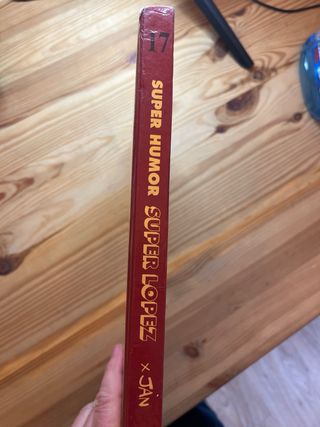 17
SUPER HUMOR
SUPER LOPEZ
x JAN